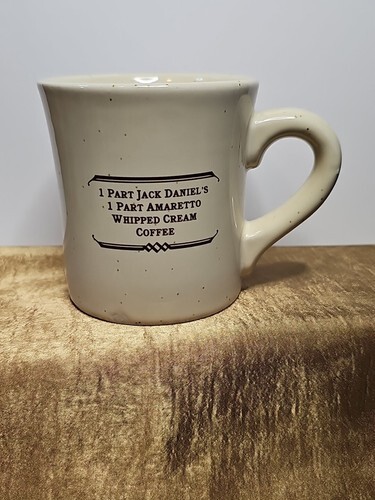 1 Part Jack Daniel's
1 Part Amaretto
Whipped Cream
Coffee